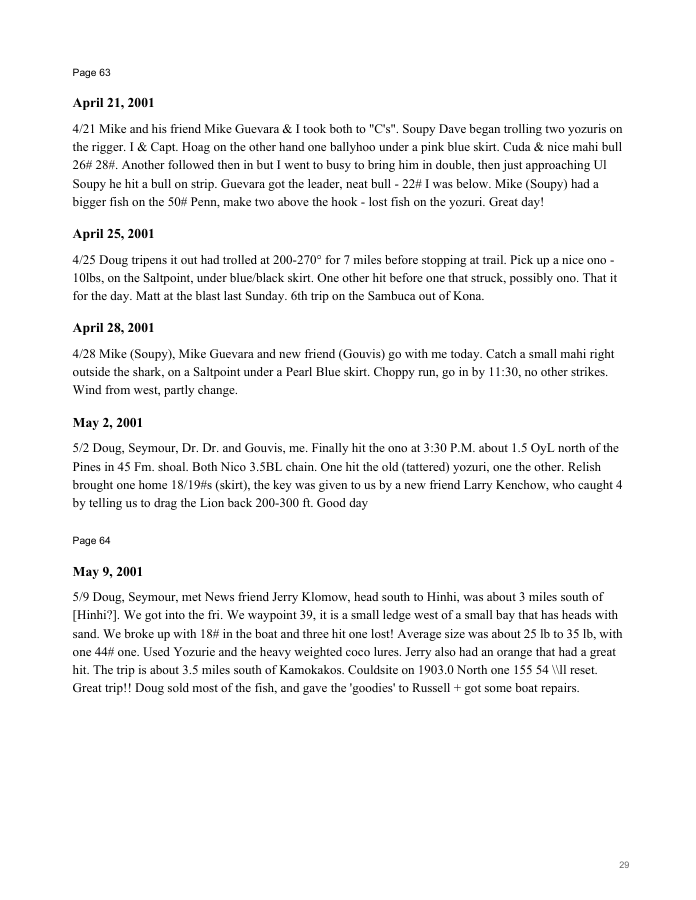 Page 63
April 21, 2001
4/21 Mike and his friend Mike Guevara & I took both to "C's". Soupy Dave began trolling two yozuris on
the rigger. I & Capt. Hoag on the other hand one ballyhoo under a pink blue skirt. Cuda & nice mahi bull
26# 28#. Another followed then in but I went to busy to bring him in double, then just approaching Ul
Soupy he hit a bull on strip. Guevara got the leader, neat bull - 22# I was below. Mike (Soupy) had a
bigger fish on the 50# Penn, make two above the hook - lost fish on the yozuri. Great day!
April 25, 2001
4/25 Doug tripens it out had trolled at 200-270° for 7 miles before stopping at trail. Pick up a nice ono -
10lbs, on the Saltpoint, under blue/black skirt. One other hit before one that struck, possibly ono. That it
for the day. Matt at the blast last Sunday. 6th trip on the Sambuca out of Kona.
April 28, 2001
4/28 Mike (Soupy), Mike Guevara and new friend (Gouvis) go with me today. Catch a small mahi right
outside the shark, on a Saltpoint under a Pearl Blue skirt. Choppy run, go in by 11:30, no other strikes.
Wind from west, partly change.
May 2, 2001
5/2 Doug, Seymour, Dr. Dr. and Gouvis, me. Finally hit the ono at 3:30 P.M. about 1.5 OyL north of the
Pines in 45 Fm. shoal. Both Nico 3.5BL chain. One hit the old (tattered) yozuri, one the other. Relish
brought one home 18/19#s (skirt), the key was given to us by a new friend Larry Kenchow, who caught 4
by telling us to drag the Lion back 200-300 ft. Good day
Page 64
May 9, 2001
5/9 Doug, Seymour, met News friend Jerry Klomow, head south to Hinhi, was about 3 miles south of
[Hinhi?]. We got into the fri. We waypoint 39, it is a small ledge west of a small bay that has heads with
sand. We broke up with 18# in the boat and three hit one lost! Average size was about 25 lb to 35 lb, with
one 44# one. Used Yozurie and the heavy weighted coco lures. Jerry also had an orange that had a great
hit. The trip is about 3.5 miles south of Kamokakos. Couldsite on 1903.0 North one 155 54 \\ll reset.
Great trip!! Doug sold most of the fish, and gave the 'goodies' to Russell + got some boat repairs.
29